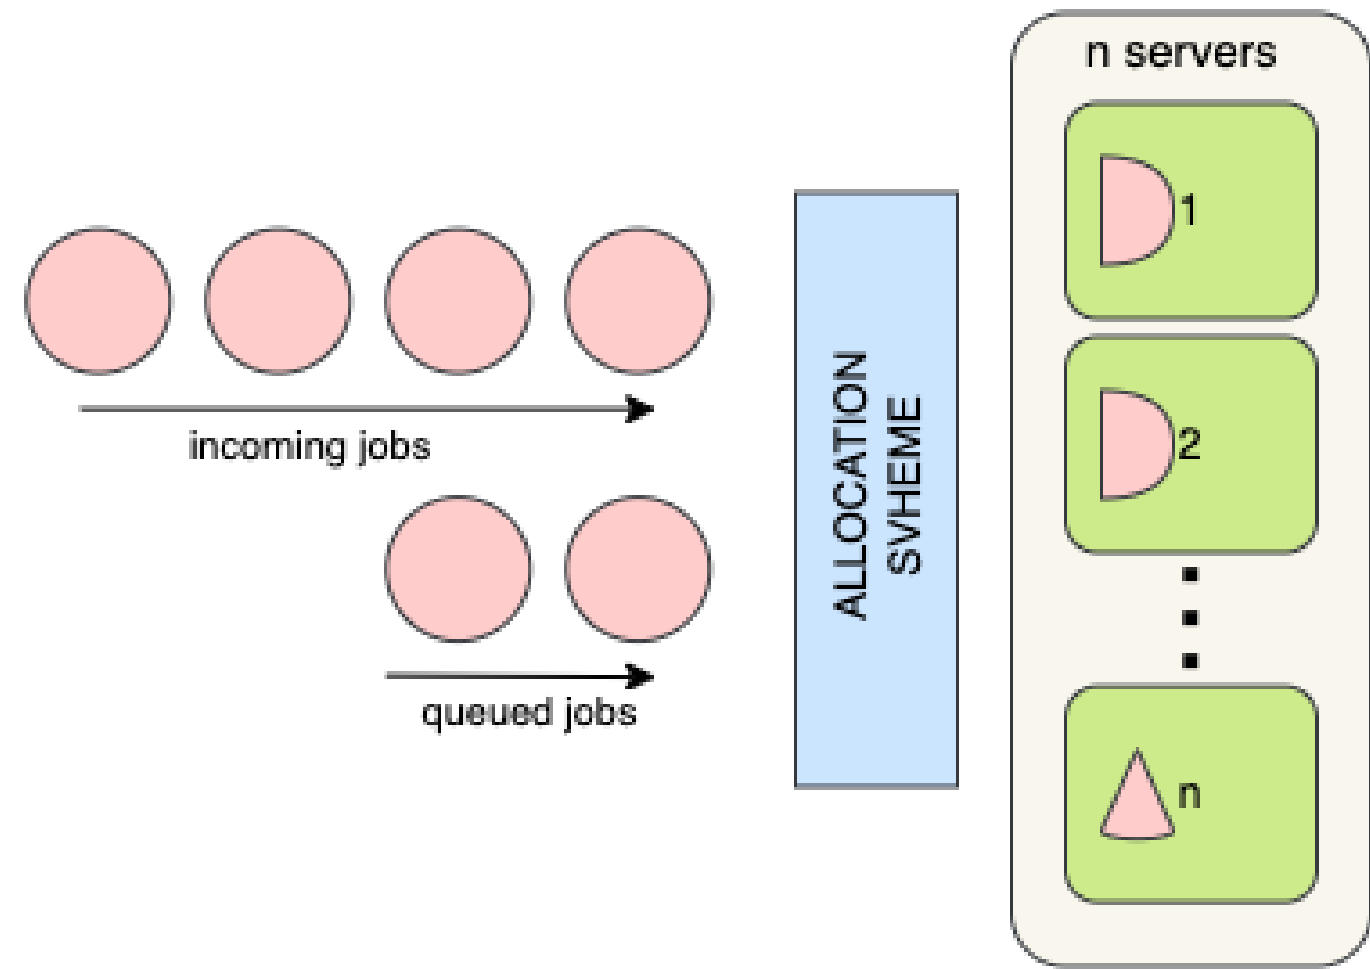 n servers
1
incoming jobs
2
ALLOCATION
SVHEME
queued jobs
n